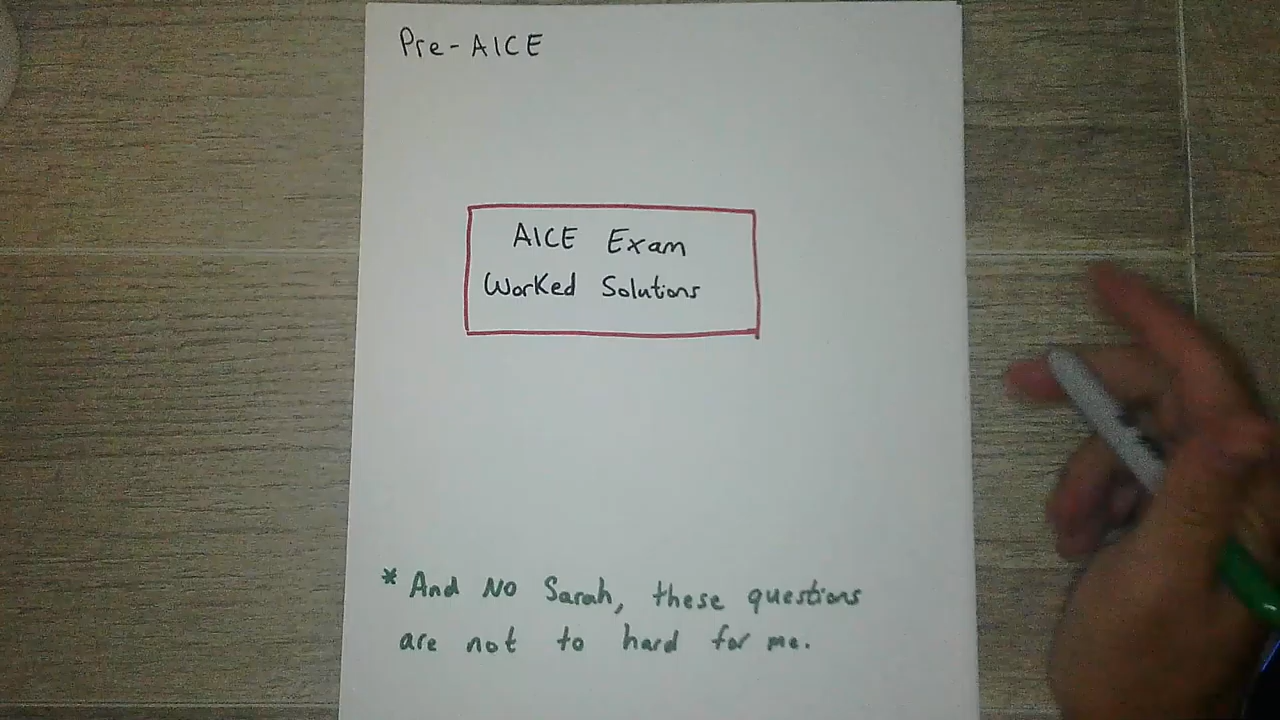 Pre-AICE
AICE Exam
Worked Solutions
* And No Sarah, these questions
are not to hard for me.